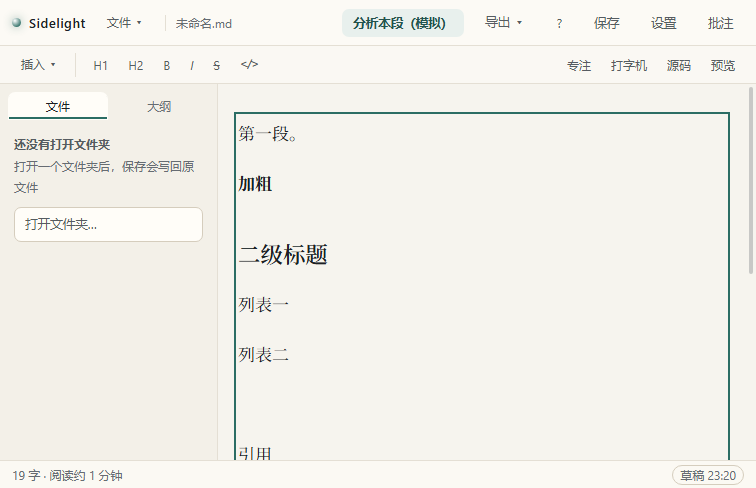 Sidelight 文件 ▾ 未命名.md 分析本段（模拟） 导出 ▾ ? 保存 设置 批注
插入 ▾ H1 H2 B I S </> 专注 打字机 源码 预览
文件 大纲
还没有打开文件夹
打开一个文件夹后，保存会写回原
文件
打开文件夹...
第一段。
加粗
二级标题
列表一
列表二
引用
19 字 · 阅读约 1 分钟 草稿 23:20